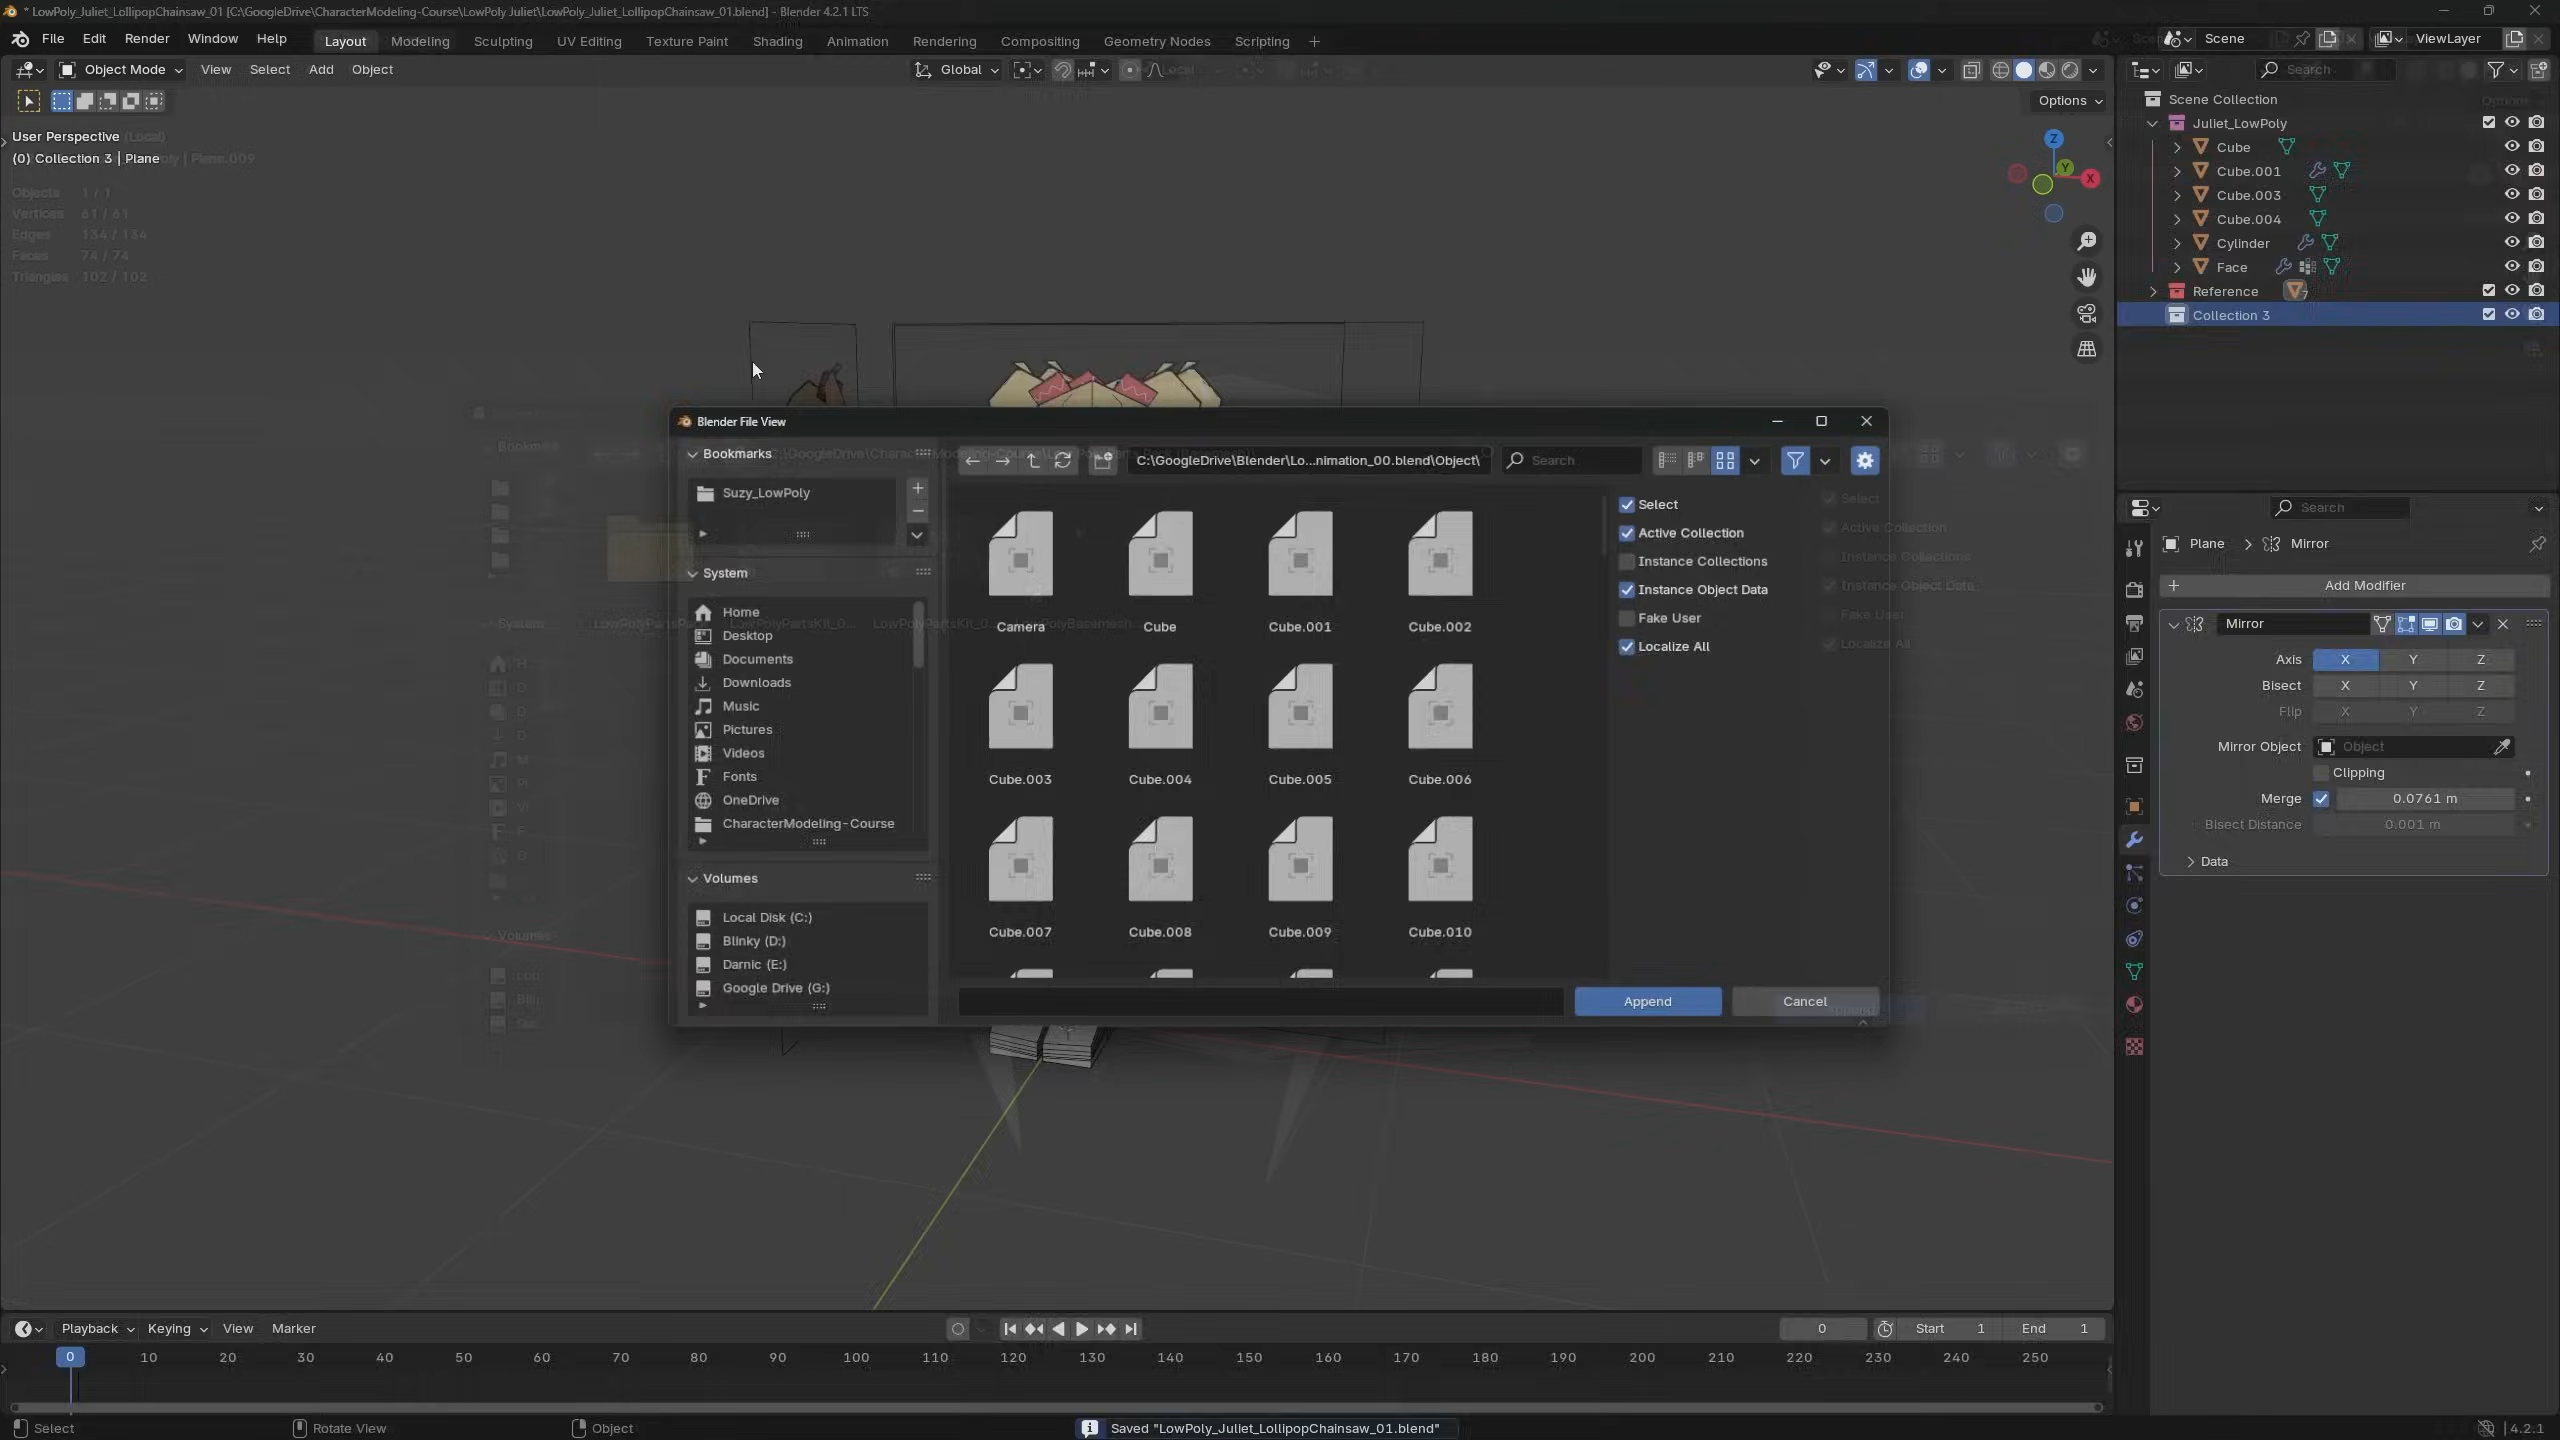 * LowPoly_Juliet_LollipopChainsaw_01 [C:\GoogleDrive\CharacterModeling-Course\LowPoly Juliet\LowPoly_Juliet_LollipopChainsaw_01.blend] - Blender 4.2.1 LTS
File Edit Render Window Help Layout Modeling Sculpting UV Editing Texture Paint Shading Animation Rendering Compositing Geometry Nodes Scripting + Scene ViewLayer
Object Mode View Select Add Object Global Search
Options
User Perspective (Local)
(0) Collection 3 | Plane
Objects 1 / 1
Vertices 61 / 61
Edges 134 / 134
Faces 74 / 74
Triangles 102 / 102
Z
Y
X
Scene Collection
Juliet_LowPoly
Cube
Cube.001
Cube.003
Cube.004
Cylinder
Face
Reference 7
Collection 3
Blender File View
Bookmarks
Suzy_LowPoly
System
Home
Desktop
Documents
Downloads
Music
Pictures
Videos
Fonts
OneDrive
CharacterModeling-Course
Volumes
Local Disk (C:)
Blinky (D:)
Darnic (E:)
Google Drive (G:)
C:\GoogleDrive\Blender\Lo...nimation_00.blend\Object\ Search
Camera Cube Cube.001 Cube.002
Cube.003 Cube.004 Cube.005 Cube.006
Cube.007 Cube.008 Cube.009 Cube.010
Select
Active Collection
Instance Collections
Instance Object Data
Fake User
Localize All
Append Cancel
Search
Plane > Mirror
+ Add Modifier
Mirror
Axis X Y Z
Bisect X Y Z
Flip X Y Z
Mirror Object Object
Clipping
Merge 0.0761 m
Bisect Distance 0.001 m
Data
Playback Keying View Marker 0 Start 1 End 1
0 10 20 30 40 50 60 70 80 90 100 110 120 130 140 150 160 170 180 190 200 210 220 230 240 250
Select Rotate View Object Saved "LowPoly_Juliet_LollipopChainsaw_01.blend" 4.2.1